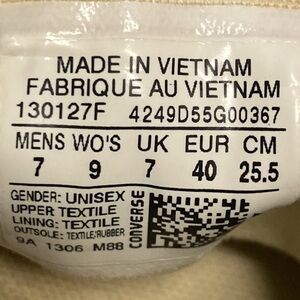 MADE IN VIETNAM
FABRIQUE AU VIETNAM
130127F 4249D55G00367
MENS WO'S UK EUR CM
7 9 7 40 25.5
GENDER: UNISEX
UPPER TEXTILE
LINING: TEXTILE
OUTSOLE: TEXTILE/RUBBER
9A 1306 M88
CONVERSE